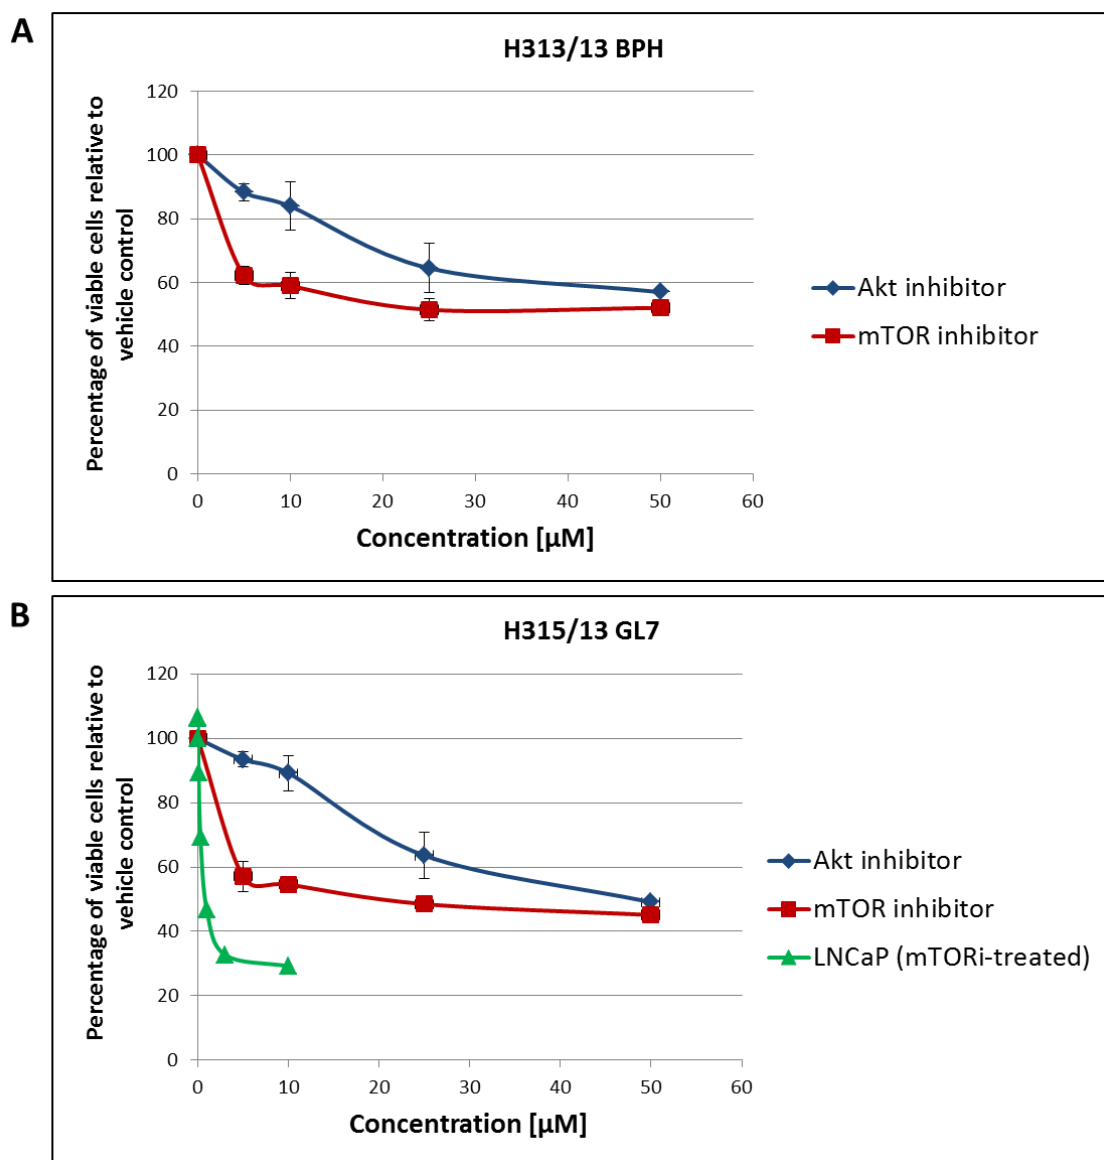 A
H313/13 BPH
Percentage of viable cells relative to
vehicle control
120
100
80
60
40
20
0
0 10 20 30 40 50 60
Concentration [µM]
Akt inhibitor
mTOR inhibitor
B
H315/13 GL7
Percentage of viable cells relative to
vehicle control
120
100
80
60
40
20
0
0 10 20 30 40 50 60
Concentration [µM]
Akt inhibitor
mTOR inhibitor
LNCaP (mTORi-treated)